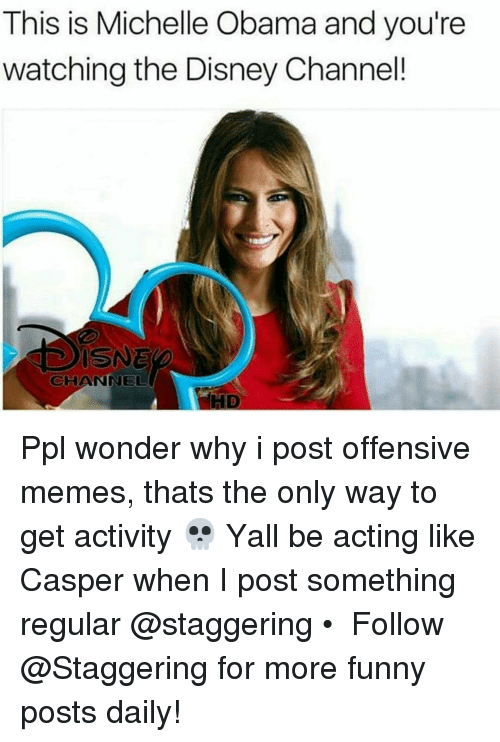 This is Michelle Obama and you're
watching the Disney Channel!
DISNEY
CHANNEL
HD
Ppl wonder why i post offensive
memes, thats the only way to
get activity 💀 Yall be acting like
Casper when I post something
regular @staggering • Follow
@Staggering for more funny
posts daily!